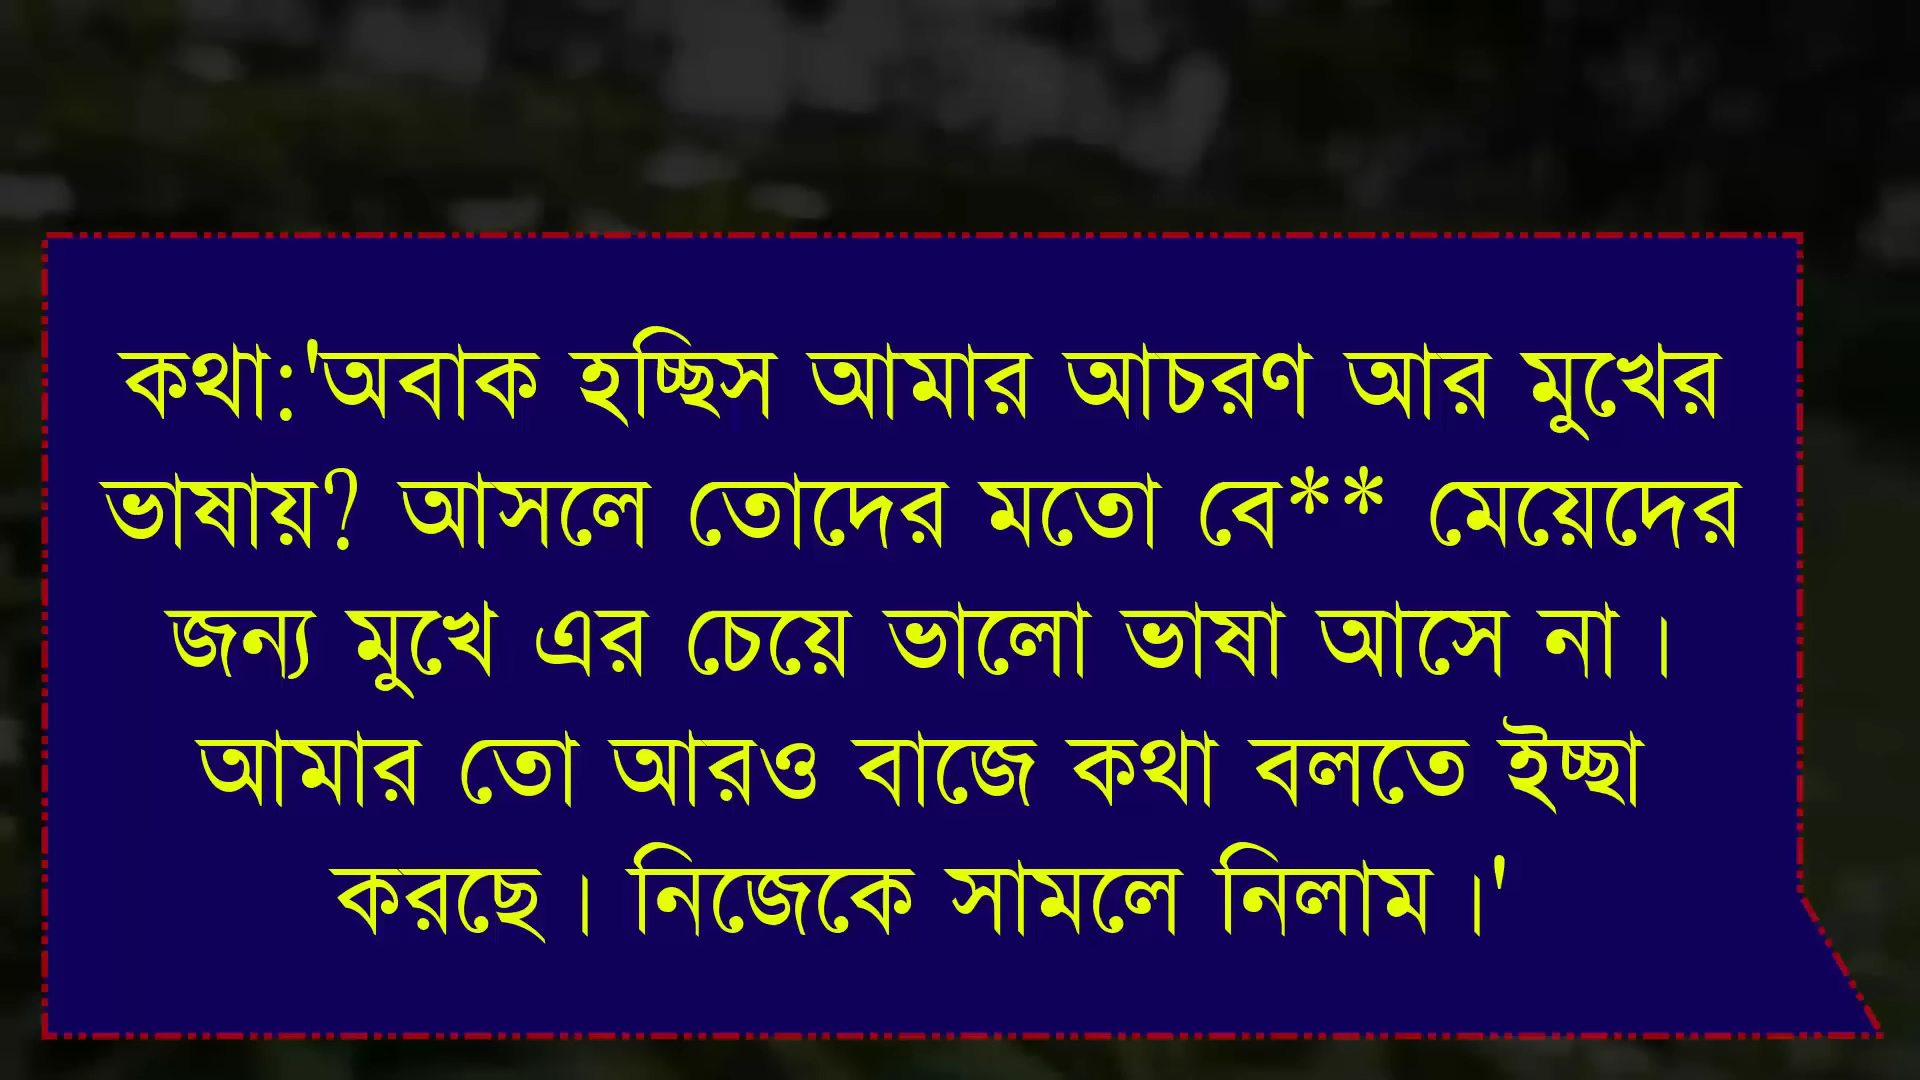 কথা:'অবাক হচ্ছিস আমার আচরণ আর মুখের
ভাষায়? আসলে তোদের মতো বে** মেয়েদের
জন্য মুখে এর চেয়ে ভালো ভাষা আসে না।
আমার তো আরও বাজে কথা বলতে ইচ্ছা
করছে। নিজেকে সামলে নিলাম।'